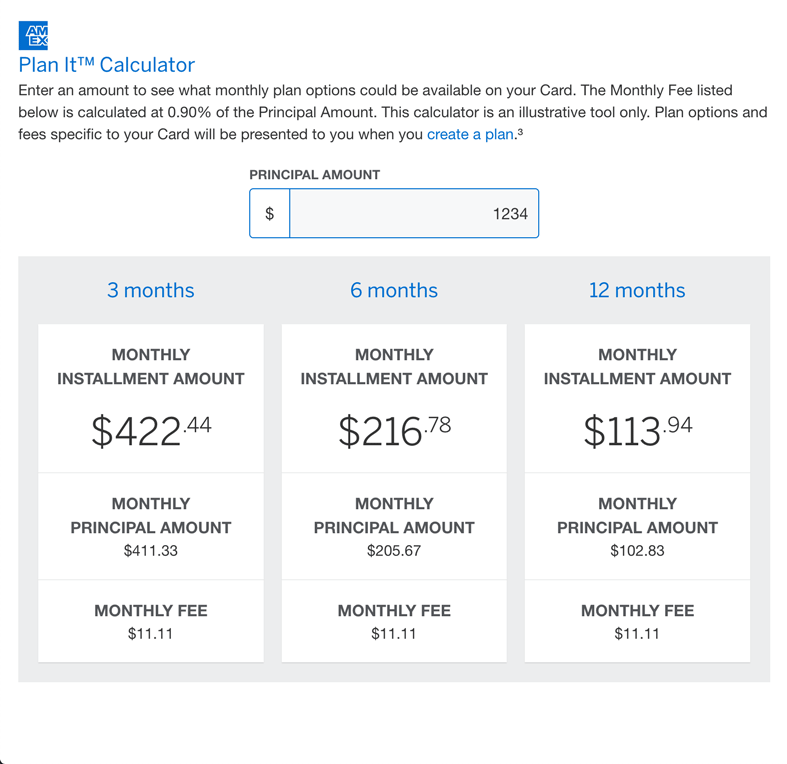 AM
EX
Plan It™ Calculator
Enter an amount to see what monthly plan options could be available on your Card. The Monthly Fee listed
below is calculated at 0.90% of the Principal Amount. This calculator is an illustrative tool only. Plan options and
fees specific to your Card will be presented to you when you create a plan.³
PRINCIPAL AMOUNT
$ 1234
3 months
MONTHLY
INSTALLMENT AMOUNT
$422.44
MONTHLY
PRINCIPAL AMOUNT
$411.33
MONTHLY FEE
$11.11
6 months
MONTHLY
INSTALLMENT AMOUNT
$216.78
MONTHLY
PRINCIPAL AMOUNT
$205.67
MONTHLY FEE
$11.11
12 months
MONTHLY
INSTALLMENT AMOUNT
$113.94
MONTHLY
PRINCIPAL AMOUNT
$102.83
MONTHLY FEE
$11.11